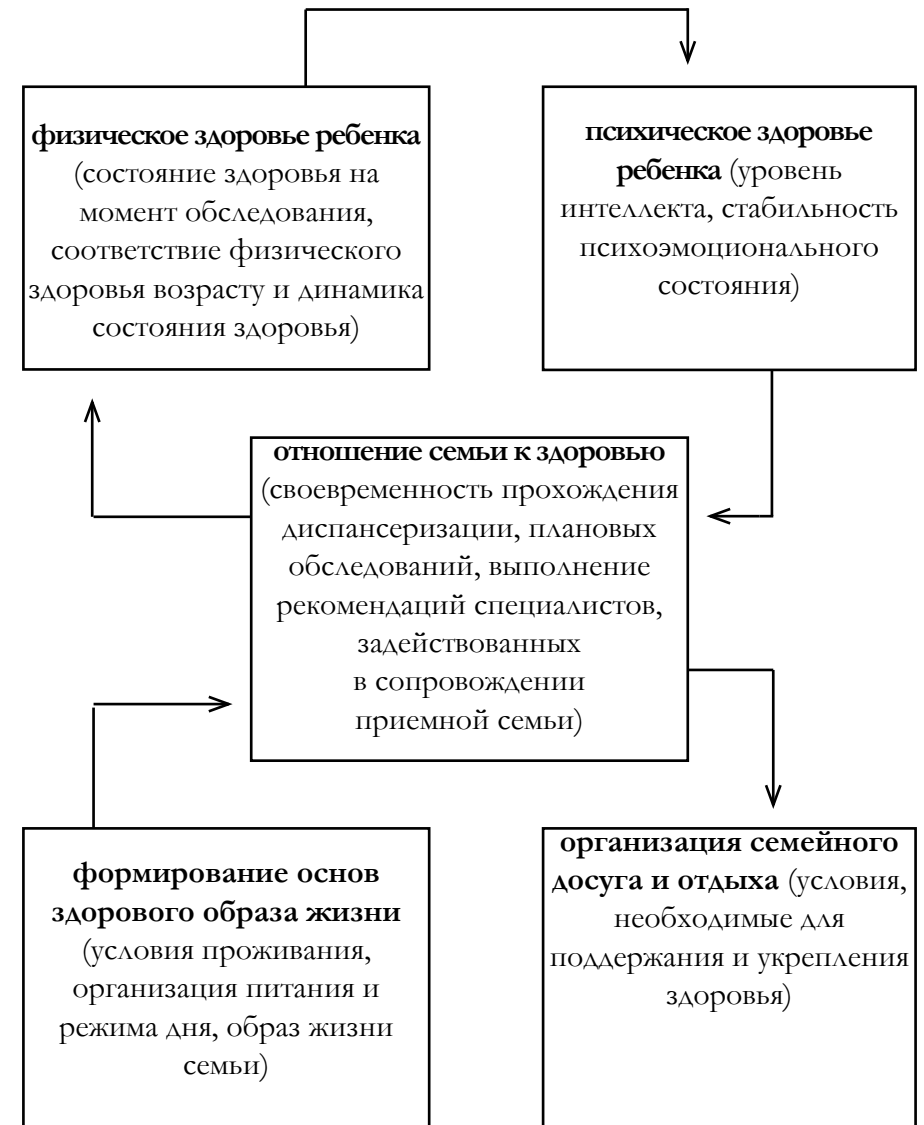 физическое здоровье ребенка
(состояние здоровья на
момент обследования,
соответствие физического
здоровья возрасту и динамика
состояния здоровья)
психическое здоровье
ребенка (уровень
интеллекта, стабильность
психоэмоционального
состояния)
отношение семьи к здоровью
(своевременность прохождения
диспансеризации, плановых
обследований, выполнение
рекомендаций специалистов,
задействованных
в сопровождении
приемной семьи)
формирование основ
здорового образа жизни
(условия проживания,
организация питания и
режима дня, образ жизни
семьи)
организация семейного
досуга и отдыха (условия,
необходимые для
поддержания и укрепления
здоровья)